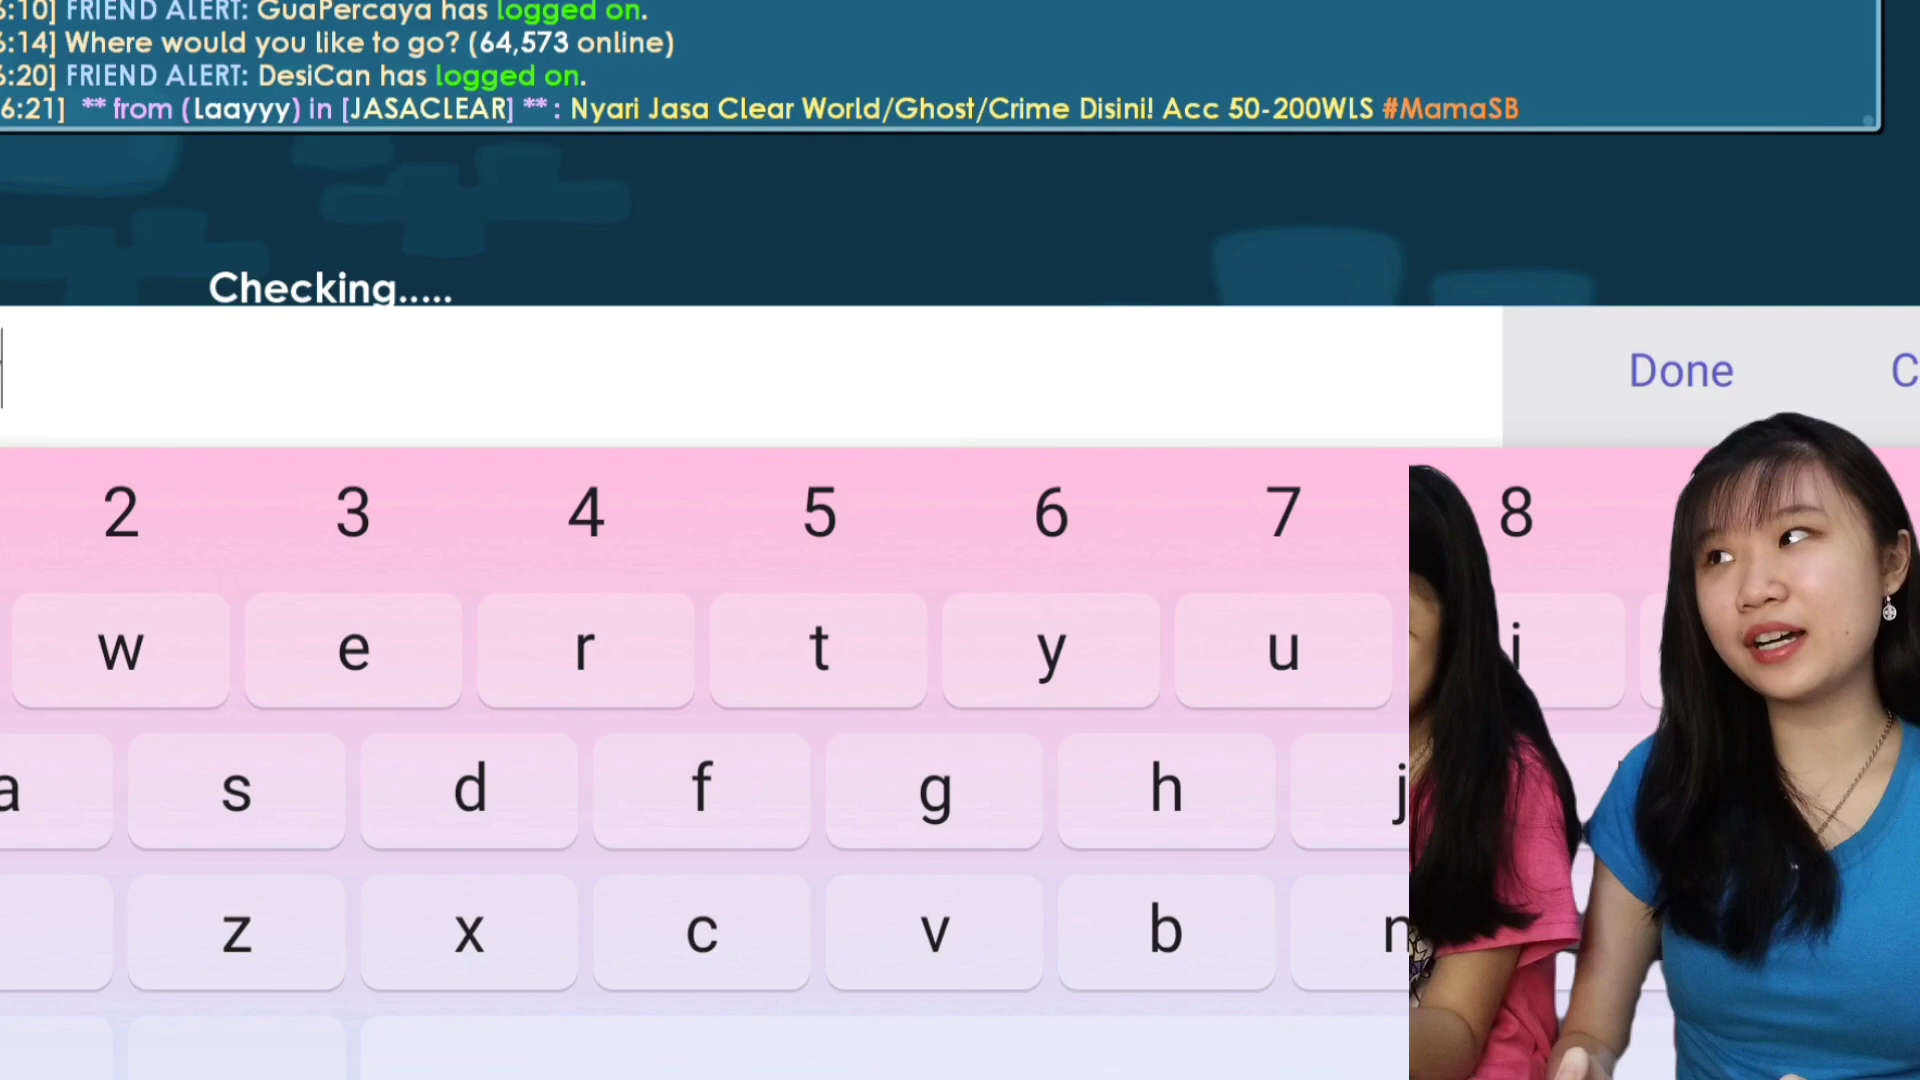 6:10] FRIEND ALERT: GuaPercaya has logged on.
6:14] Where would you like to go? (64,573 online)
6:20] FRIEND ALERT: DesiCan has logged on.
6:21] ** from (Laayyy) in [JASACLEAR] ** : Nyari Jasa Clear World/Ghost/Crime Disini! Acc 50-200WLS #MamaSB
Checking.....
Done C
2 3 4 5 6 7 8
w e r t y u i
a s d f g h j
z x c v b n